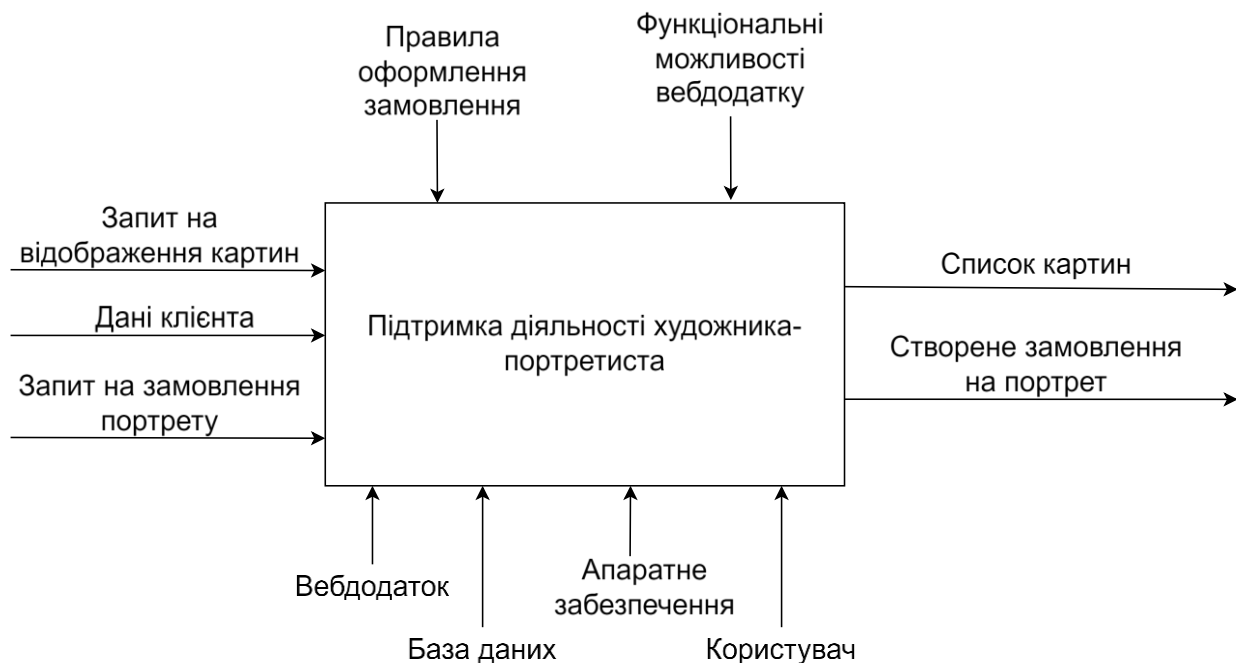 Правила
оформлення
замовлення
Функціональні
можливості
вебдодатку
Запит на
відображення картин
Дані клієнта
Запит на замовлення
портрету
Підтримка діяльності художника-
портретиста
Список картин
Створене замовлення
на портрет
Вебдодаток
База даних
Апаратне
забезпечення
Користувач